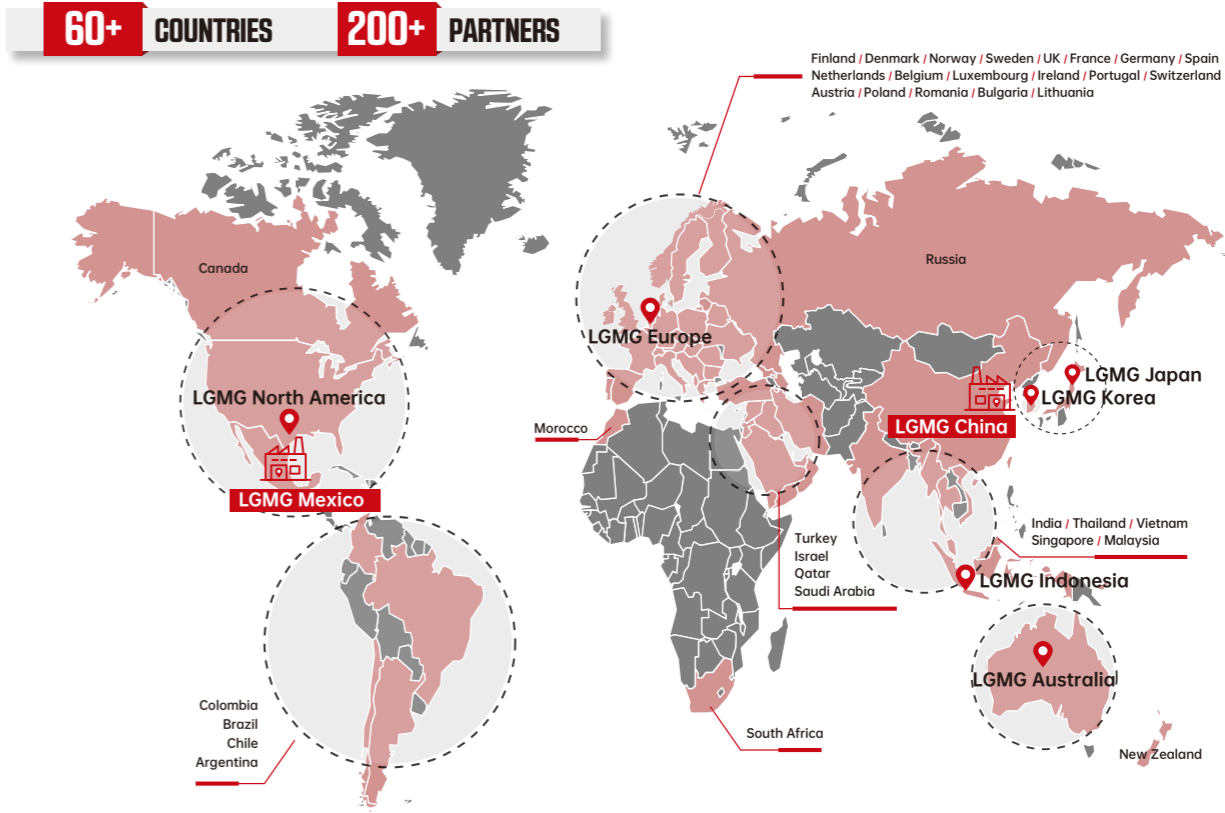 60+ COUNTRIES 200+ PARTNERS
Finland / Denmark / Norway / Sweden / UK / France / Germany / Spain
Netherlands / Belgium / Luxembourg / Ireland / Portugal / Switzerland
Austria / Poland / Romania / Bulgaria / Lithuania
Canada
Russia
LGMG Europe
LGMG North America
LGMG Japan
LGMG Korea
LGMG China
Morocco
LGMG Mexico
India / Thailand / Vietnam
Singapore / Malaysia
Turkey
Israel
Qatar
Saudi Arabia
LGMG Indonesia
LGMG Australia
Colombia
Brazil
Chile
Argentina
South Africa
New Zealand